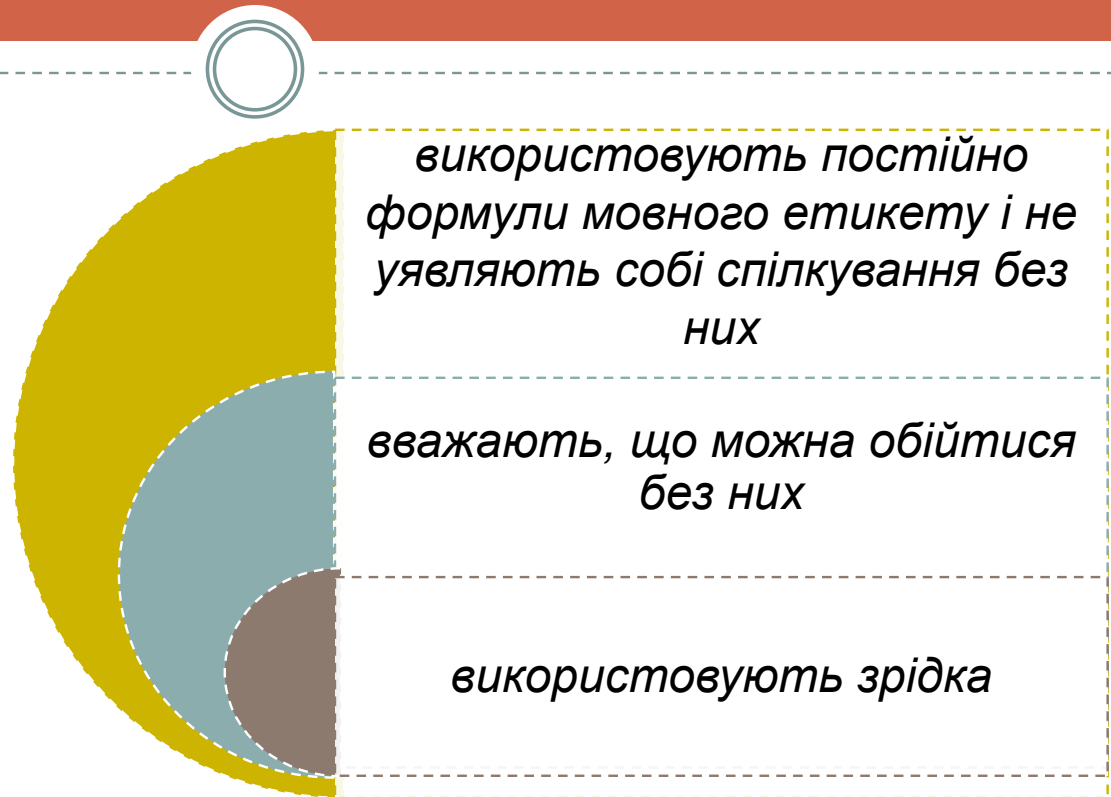 використовують постійно
формули мовного етикету і не
уявляють собі спілкування без
них
вважають, що можна обійтися
без них
використовують зрідка